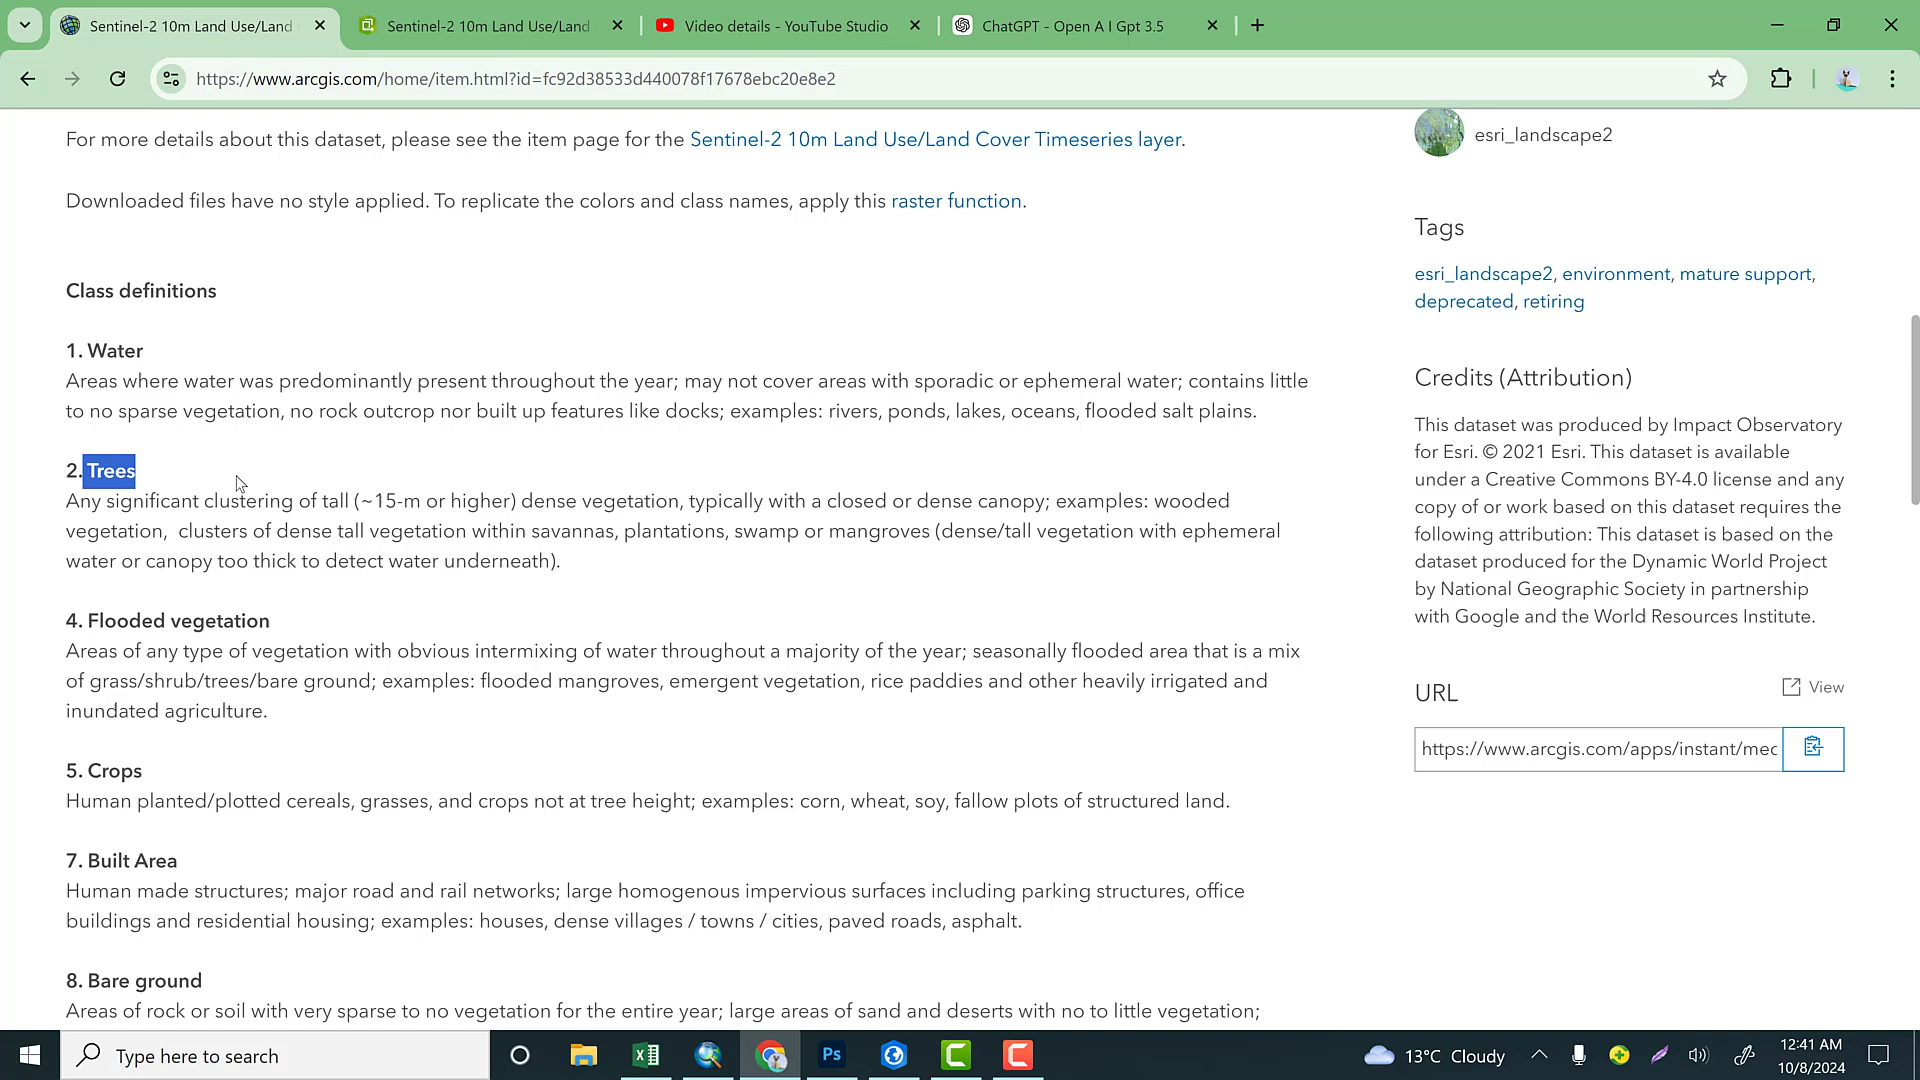 Sentinel-2 10m Land Use/Land
Sentinel-2 10m Land Use/Land
Video details - YouTube Studio
ChatGPT - Open A I Gpt 3.5
https://www.arcgis.com/home/item.html?id=fc92d38533d440078f17678ebc20e8e2
For more details about this dataset, please see the item page for the Sentinel-2 10m Land Use/Land Cover Timeseries layer.
Downloaded files have no style applied. To replicate the colors and class names, apply this raster function.
Class definitions
1. Water
Areas where water was predominantly present throughout the year; may not cover areas with sporadic or ephemeral water; contains little
to no sparse vegetation, no rock outcrop nor built up features like docks; examples: rivers, ponds, lakes, oceans, flooded salt plains.
2. Trees
Any significant clustering of tall (~15-m or higher) dense vegetation, typically with a closed or dense canopy; examples: wooded
vegetation,  clusters of dense tall vegetation within savannas, plantations, swamp or mangroves (dense/tall vegetation with ephemeral
water or canopy too thick to detect water underneath).
4. Flooded vegetation
Areas of any type of vegetation with obvious intermixing of water throughout a majority of the year; seasonally flooded area that is a mix
of grass/shrub/trees/bare ground; examples: flooded mangroves, emergent vegetation, rice paddies and other heavily irrigated and
inundated agriculture.
5. Crops
Human planted/plotted cereals, grasses, and crops not at tree height; examples: corn, wheat, soy, fallow plots of structured land.
7. Built Area
Human made structures; major road and rail networks; large homogenous impervious surfaces including parking structures, office
buildings and residential housing; examples: houses, dense villages / towns / cities, paved roads, asphalt.
8. Bare ground
Areas of rock or soil with very sparse to no vegetation for the entire year; large areas of sand and deserts with no to little vegetation;
esri_landscape2
Tags
esri_landscape2, environment, mature support,
deprecated, retiring
Credits (Attribution)
This dataset was produced by Impact Observatory
for Esri. © 2021 Esri. This dataset is available
under a Creative Commons BY-4.0 license and any
copy of or work based on this dataset requires the
following attribution: This dataset is based on the
dataset produced for the Dynamic World Project
by National Geographic Society in partnership
with Google and the World Resources Institute.
URL
View
https://www.arcgis.com/apps/instant/mec
Type here to search
Ps
13°C Cloudy
12:41 AM
10/8/2024